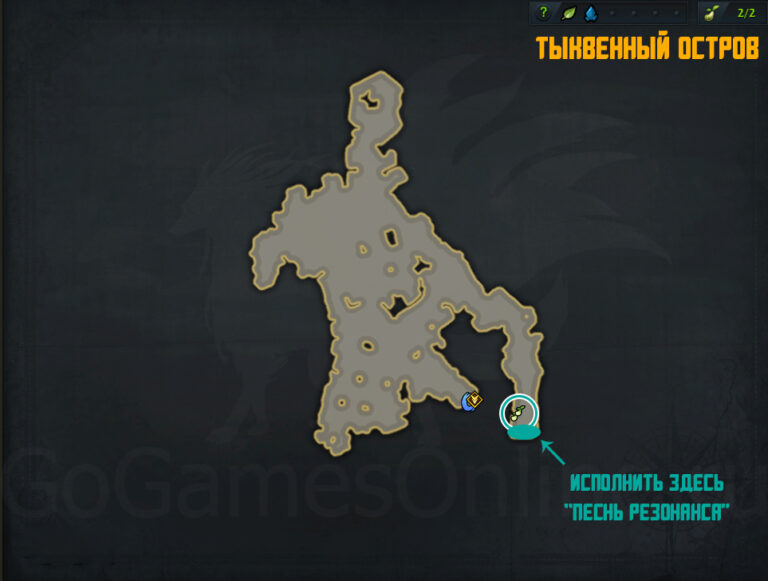 ?
2/2
ТЫКВЕННЫЙ ОСТРОВ
ИСПОЛНИТЬ ЗДЕСЬ
"ПЕСНЬ РЕЗОНАНСА"